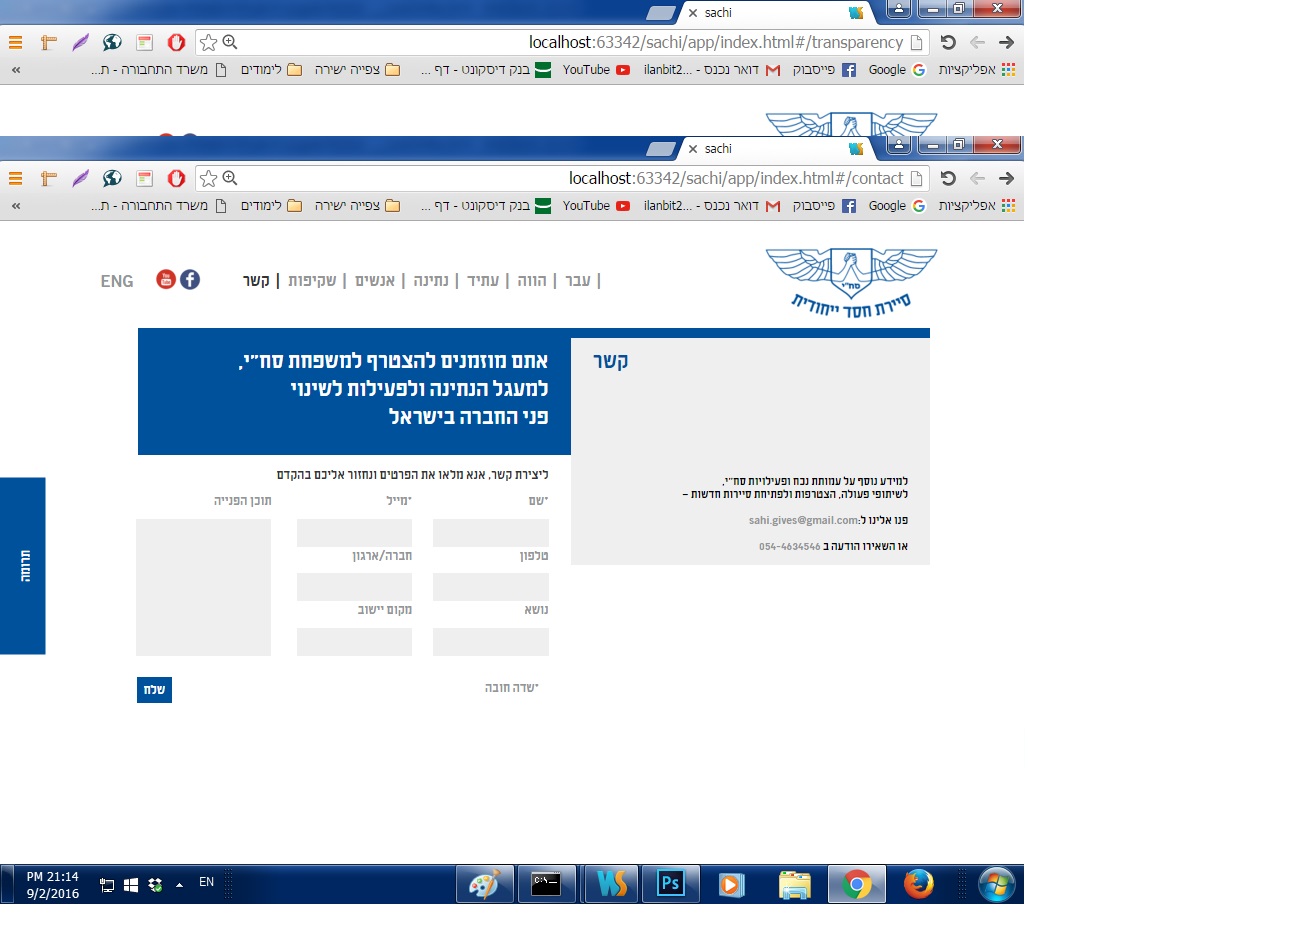 sachi
localhost:63342/sachi/app/index.html#/transparency
אפליקציות
Google
פייסבוק
דואר נכנס - ilanbit2...
YouTube
בנק דיסקונט - דף ...
צפייה ישירה
לימודים
משרד התחבורה - ת...
»
sachi
localhost:63342/sachi/app/index.html#/contact
אפליקציות
Google
פייסבוק
דואר נכנס - ilanbit2...
YouTube
בנק דיסקונט - דף ...
צפייה ישירה
לימודים
משרד התחבורה - ת...
»
סח"י
סיירת חסד ייחודית
| עבר | הווה | עתיד | נתינה | אנשים | שקיפות | קשר
You Tube
f
ENG
קשר
אתם מוזמנים להצטרף למשפחת סח"י,
למעגל הנתינה ולפעילות לשינוי
פני החברה בישראל
למידע נוסף על עמותת נכח ופעילויות סח"י,
לשיתופי פעולה, הצטרפות ולפתיחת סיירות חדשות –
פנו אלינו ל:sahi.gives@gmail.com
או השאירו הודעה ב 054-4634546
ליצירת קשר, אנא מלאו את הפרטים ונחזור אליכם בהקדם
*שם
*מייל
תוכן הפנייה
טלפון
חברה/ארגון
נושא
מקום יישוב
*שדה חובה
שלח
תרומה
C:\_
WS
Ps
EN
PM 21:14
9/2/2016